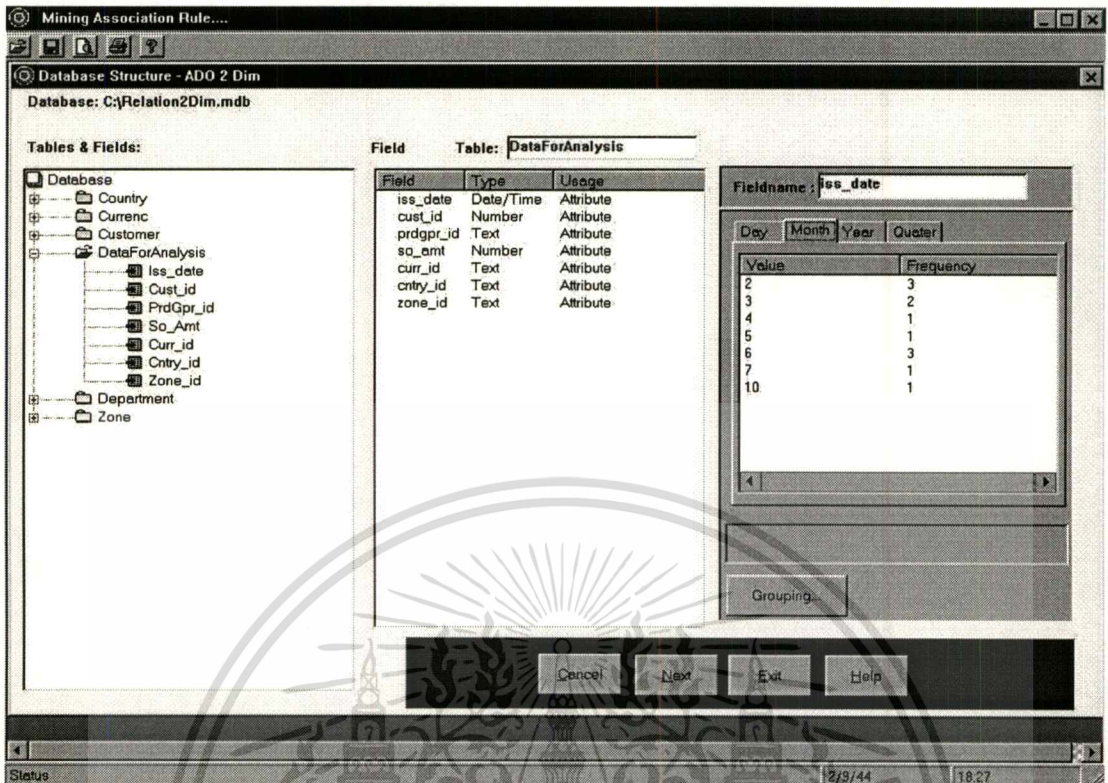 Mining Association Rule....
Database Structure - ADO 2 Dim
Database: C:\Relation2Dim.mdb
Tables & Fields:
Database
Country
Currenc
Customer
DataForAnalysis
Iss_date
Cust_id
PrdGpr_id
So_Amt
Curr_id
Cntry_id
Zone_id
Department
Zone
Field Table: DataForAnalysis
Field Type Usage
iss_date Date/Time Attribute
cust_id Number Attribute
prdgpr_id Text Attribute
so_amt Number Attribute
curr_id Text Attribute
cntry_id Text Attribute
zone_id Text Attribute
Fieldname : iss_date
Day Month Year Quater
Value Frequency
2 3
3 2
4 1
5 1
6 3
7 1
10 1
Grouping...
Cancel Next Exit Help
Status 2/9/44 18:27